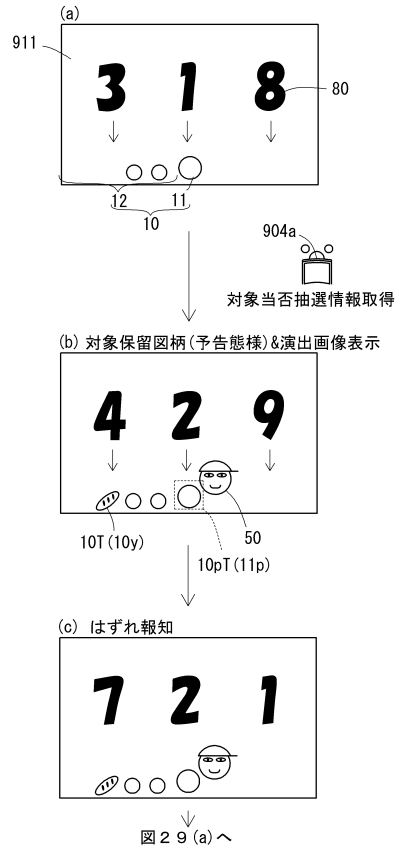 (a)
911
3 1 8
80
12 11
10
904a
対象当否抽選情報取得
(b) 対象保留図柄(予告態様)&演出画像表示
4 2 9
10T(10y)
50
10pT(11p)
(c) はずれ報知
7 2 1
図29(a)へ